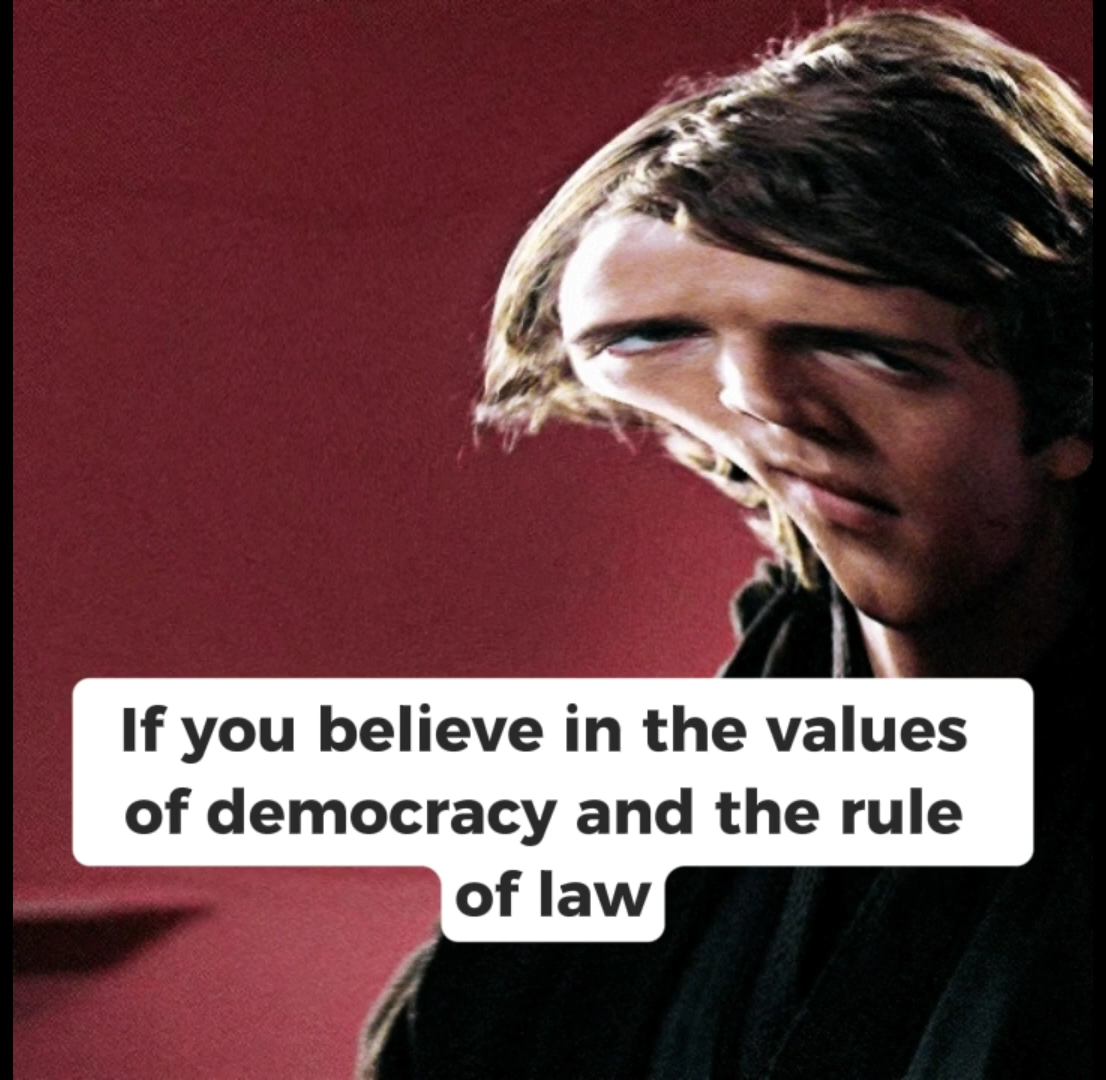 If you believe in the values
of democracy and the rule
of law